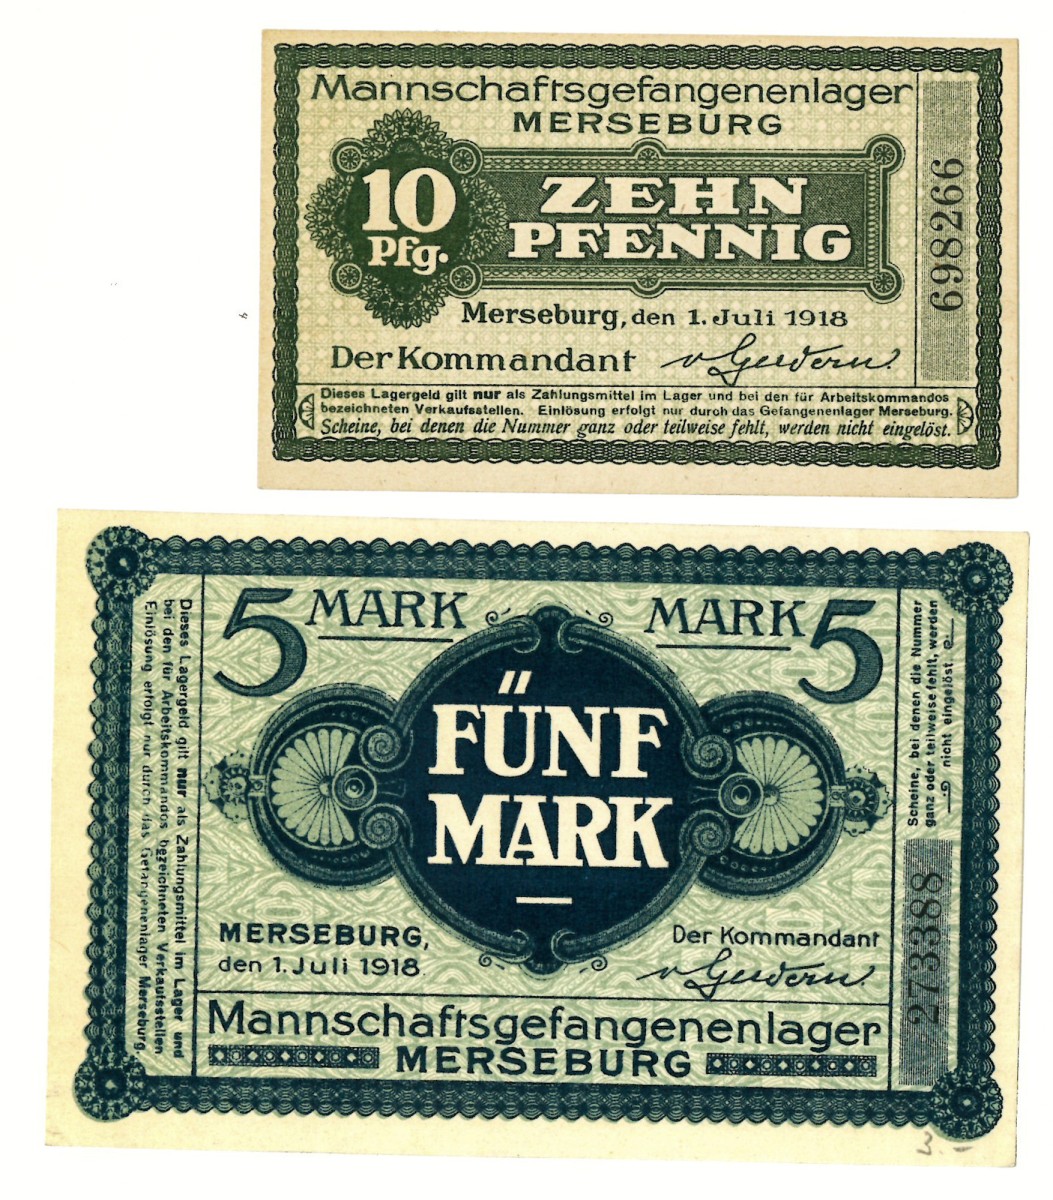 Mannschaftsgefangenenlager
MERSEBURG
10
Pfg.
ZEHN
PFENNIG
Merseburg, den 1. Juli 1918
Der Kommandant
Dieses Lagergeld gilt nur als Zahlungsmittel im Lager und bei den für Arbeitskommandos
bezeichneten Verkaufsstellen. Einlösung erfolgt nur durch das Gefangenenlager Merseburg.
Scheine, bei denen die Nummer ganz oder teilweise fehlt, werden nicht eingelöst.
698266
5 MARK
MARK 5
FÜNF
MARK
MERSEBURG,
den 1. Juli 1918
Der Kommandant
Mannschaftsgefangenenlager
MERSEBURG
Dieses Lagergeld gilt nur als Zahlungsmittel im Lager und
bei den für Arbeitskommandos bezeichneten Verkaufsstellen
Einlösung erfolgt nur durch das Gefangenenlager Merseburg.
Scheine, bei denen die Nummer
ganz oder teilweise fehlt, werden
nicht eingelöst.
273388
3.-